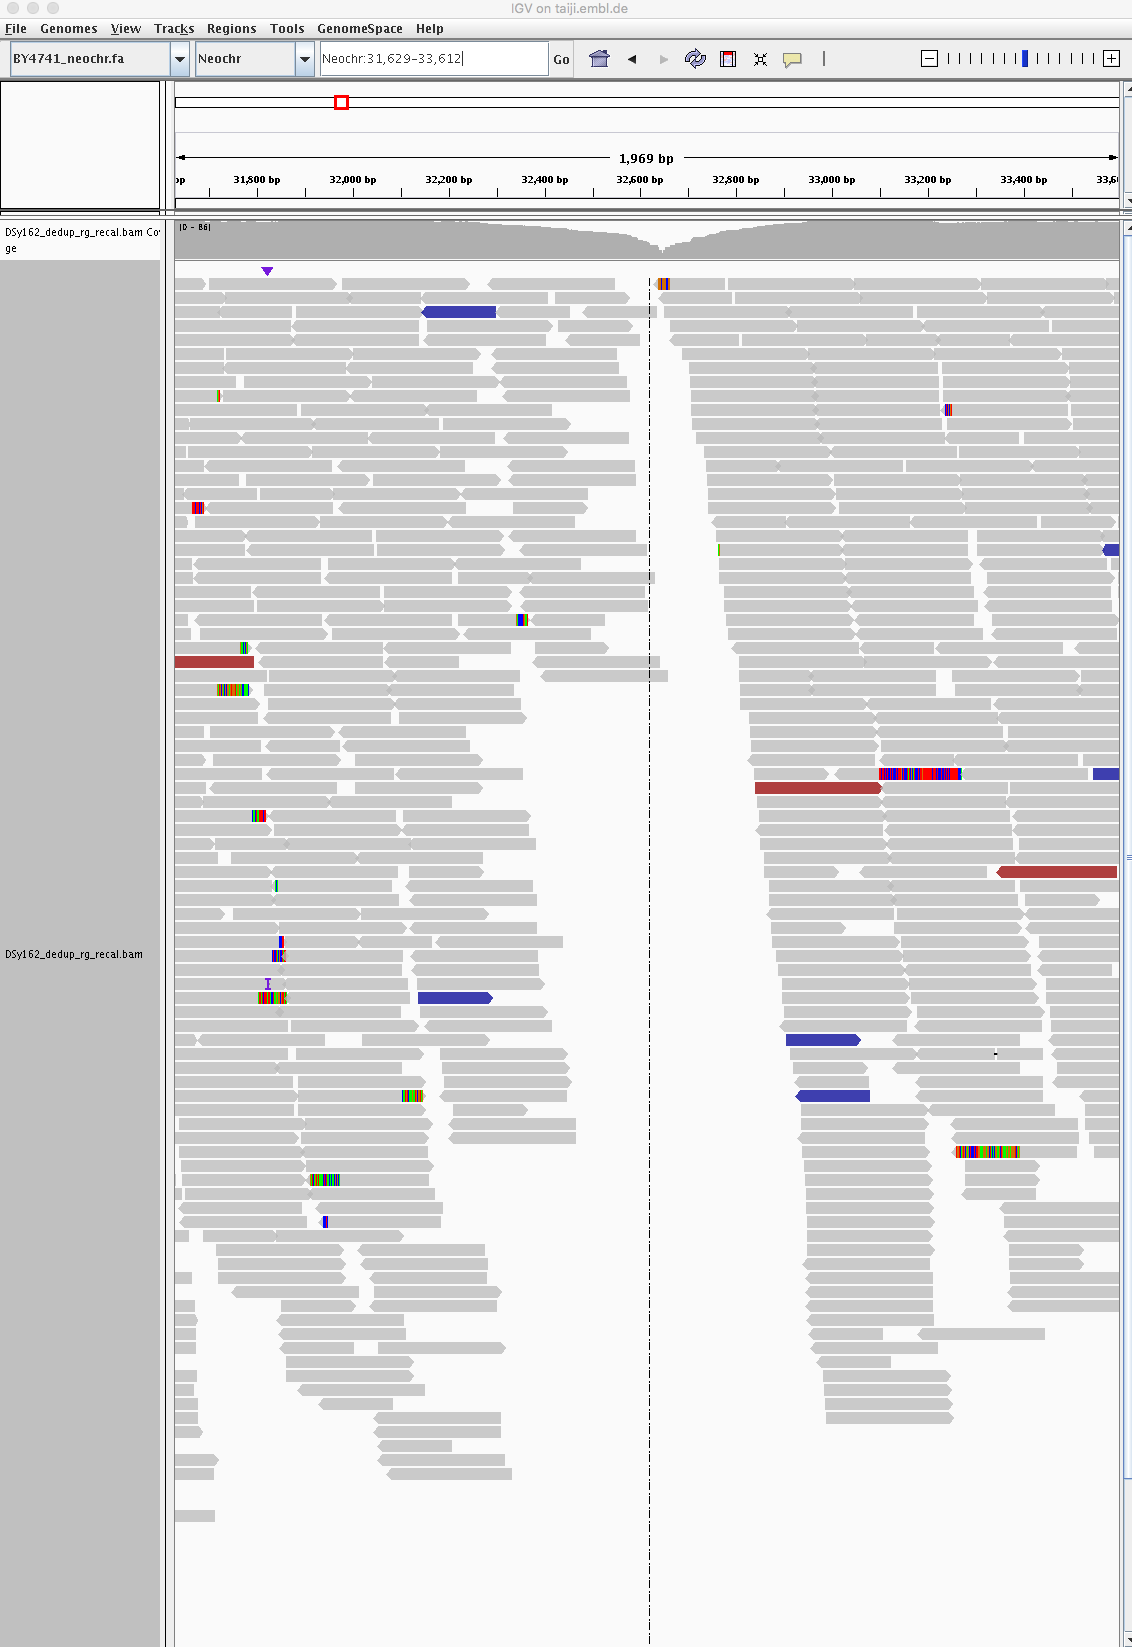 IGV on taiji.embl.de
File Genomes View Tracks Regions Tools GenomeSpace Help
BY4741_neochr.fa Neochr Neochr:31,629-33,612 Go
1,969 bp
bp 31,800 bp 32,000 bp 32,200 bp 32,400 bp 32,600 bp 32,800 bp 33,000 bp 33,200 bp 33,400 bp 33,6
DSy162_dedup_rg_recal.bam Co
ge
[0 - 86]
DSy162_dedup_rg_recal.bam